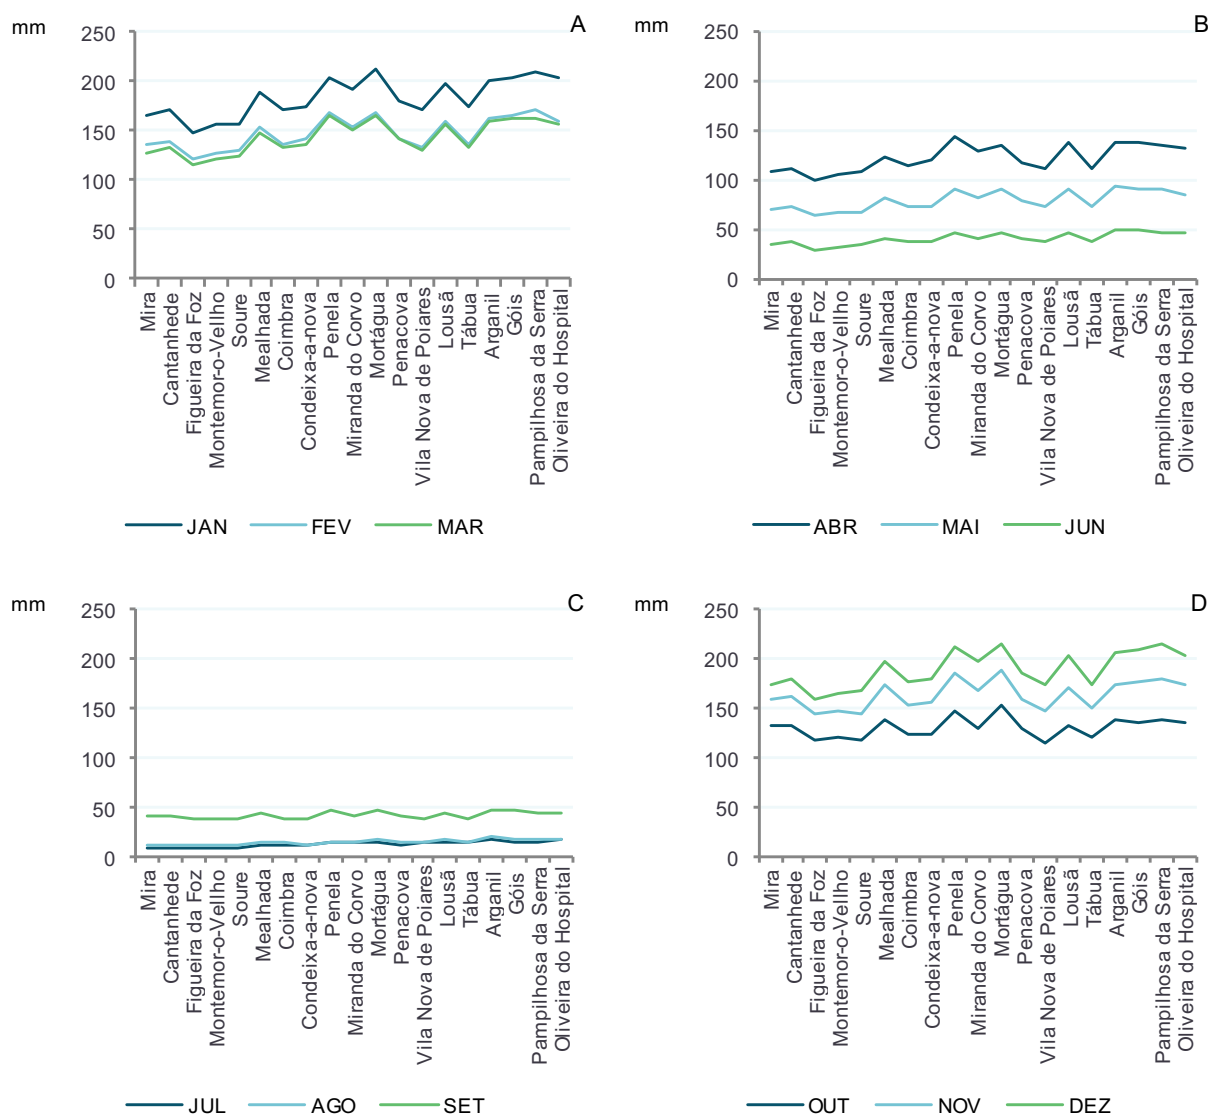 mm
A
250
200
150
100
50
0
Mira
Cantanhede
Figueira da Foz
Montemor-o-Vellho
Soure
Mealhada
Coimbra
Condeixa-a-nova
Penela
Miranda do Corvo
Mortágua
Penacova
Vila Nova de Poiares
Lousã
Tábua
Arganil
Góis
Pampilhosa da Serra
Oliveira do Hospital
JAN FEV MAR
mm
B
250
200
150
100
50
0
Mira
Cantanhede
Figueira da Foz
Montemor-o-Vellho
Soure
Mealhada
Coimbra
Condeixa-a-nova
Penela
Miranda do Corvo
Mortágua
Penacova
Vila Nova de Poiares
Lousã
Tábua
Arganil
Góis
Pampilhosa da Serra
Oliveira do Hospital
ABR MAI JUN
mm
C
250
200
150
100
50
0
Mira
Cantanhede
Figueira da Foz
Montemor-o-Vellho
Soure
Mealhada
Coimbra
Condeixa-a-nova
Penela
Miranda do Corvo
Mortágua
Penacova
Vila Nova de Poiares
Lousã
Tábua
Arganil
Góis
Pampilhosa da Serra
Oliveira do Hospital
JUL AGO SET
mm
D
250
200
150
100
50
0
Mira
Cantanhede
Figueira da Foz
Montemor-o-Vellho
Soure
Mealhada
Coimbra
Condeixa-a-nova
Penela
Miranda do Corvo
Mortágua
Penacova
Vila Nova de Poiares
Lousã
Tábua
Arganil
Góis
Pampilhosa da Serra
Oliveira do Hospital
OUT NOV DEZ